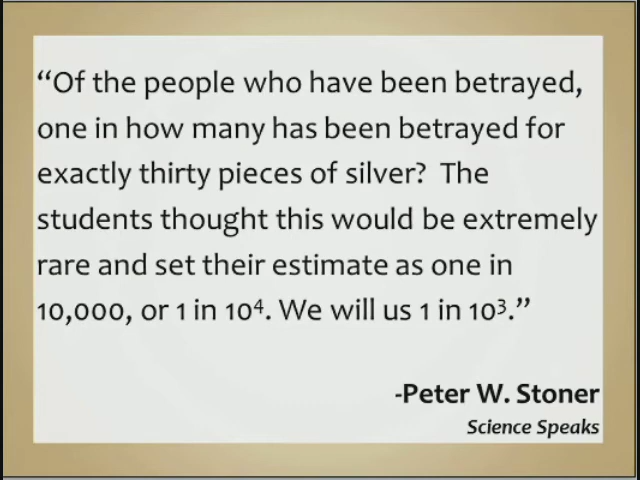 “Of the people who have been betrayed,
one in how many has been betrayed for
exactly thirty pieces of silver?  The
students thought this would be extremely
rare and set their estimate as one in
10,000, or 1 in 10⁴. We will us 1 in 10³.”
-Peter W. Stoner
Science Speaks